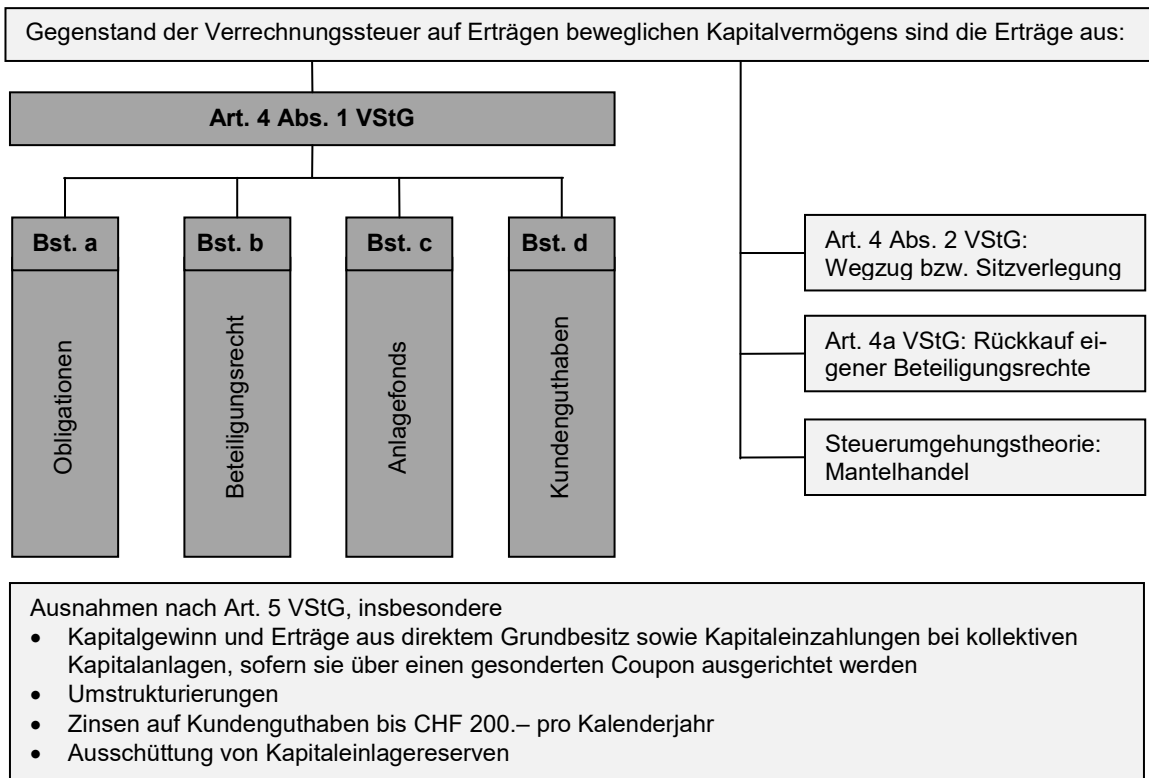 Gegenstand der Verrechnungssteuer auf Erträgen beweglichen Kapitalvermögens sind die Erträge aus:
Art. 4 Abs. 1 VStG
Bst. a
Bst. b
Bst. c
Bst. d
Obligationen
Beteiligungsrecht
Anlagefonds
Kundenguthaben
Art. 4 Abs. 2 VStG:
Wegzug bzw. Sitzverlegung
Art. 4a VStG: Rückkauf ei-
gener Beteiligungsrechte
Steuerumgehungstheorie:
Mantelhandel
Ausnahmen nach Art. 5 VStG, insbesondere
• Kapitalgewinn und Erträge aus direktem Grundbesitz sowie Kapitaleinzahlungen bei kollektiven
Kapitalanlagen, sofern sie über einen gesonderten Coupon ausgerichtet werden
• Umstrukturierungen
• Zinsen auf Kundenguthaben bis CHF 200.– pro Kalenderjahr
• Ausschüttung von Kapitaleinlagereserven